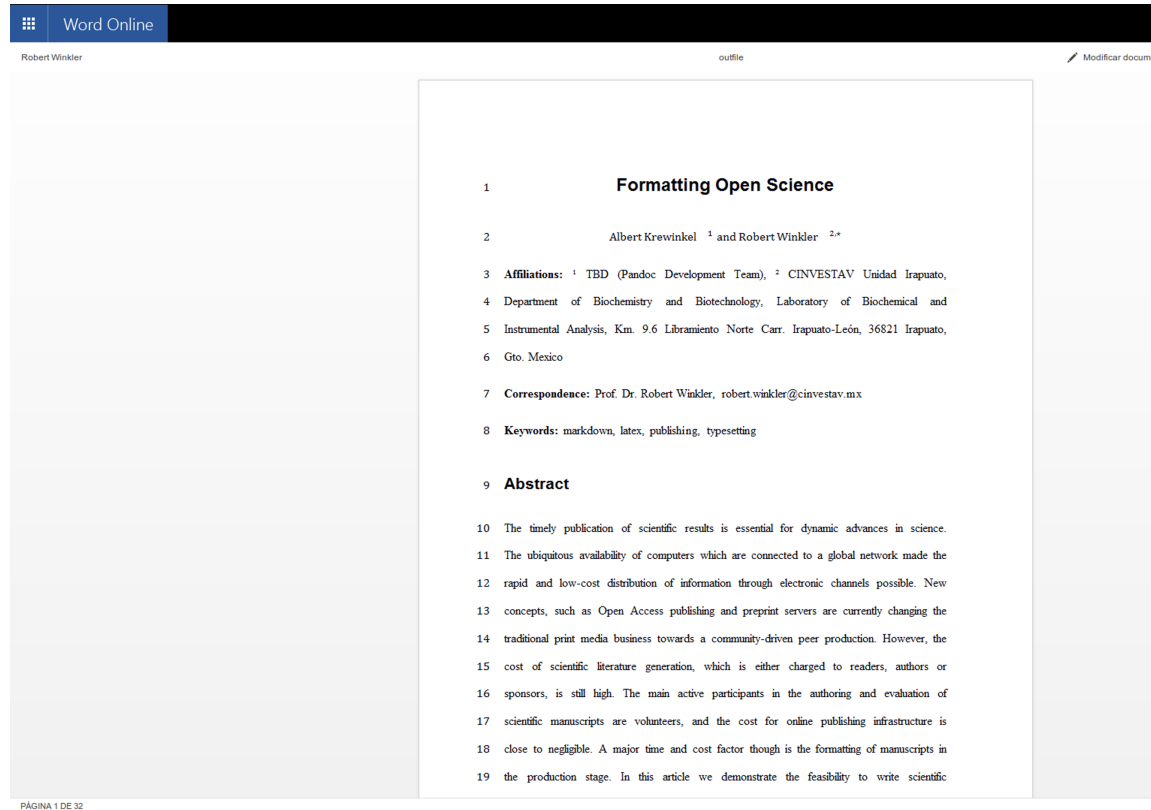 Word Online
Robert Winkler outfile Modificar docum
1 Formatting Open Science
2 Albert Krewinkel 1 and Robert Winkler 2,*
3 Affiliations: 1 TBD (Pandoc Development Team), 2 CINVESTAV Unidad Irapuato,
4 Department of Biochemistry and Biotechnology, Laboratory of Biochemical and
5 Instrumental Analysis, Km. 9.6 Libramiento Norte Carr. Irapuato-León, 36821 Irapuato,
6 Gto. Mexico
7 Correspondence: Prof. Dr. Robert Winkler, robert.winkler@cinvestav.mx
8 Keywords: markdown, latex, publishing, typesetting
9 Abstract
10 The timely publication of scientific results is essential for dynamic advances in science.
11 The ubiquitous availability of computers which are connected to a global network made the
12 rapid and low-cost distribution of information through electronic channels possible. New
13 concepts, such as Open Access publishing and preprint servers are currently changing the
14 traditional print media business towards a community-driven peer production. However, the
15 cost of scientific literature generation, which is either charged to readers, authors or
16 sponsors, is still high. The main active participants in the authoring and evaluation of
17 scientific manuscripts are volunteers, and the cost for online publishing infrastructure is
18 close to negligible. A major time and cost factor though is the formatting of manuscripts in
19 the production stage. In this article we demonstrate the feasibility to write scientific
PÁGINA 1 DE 32